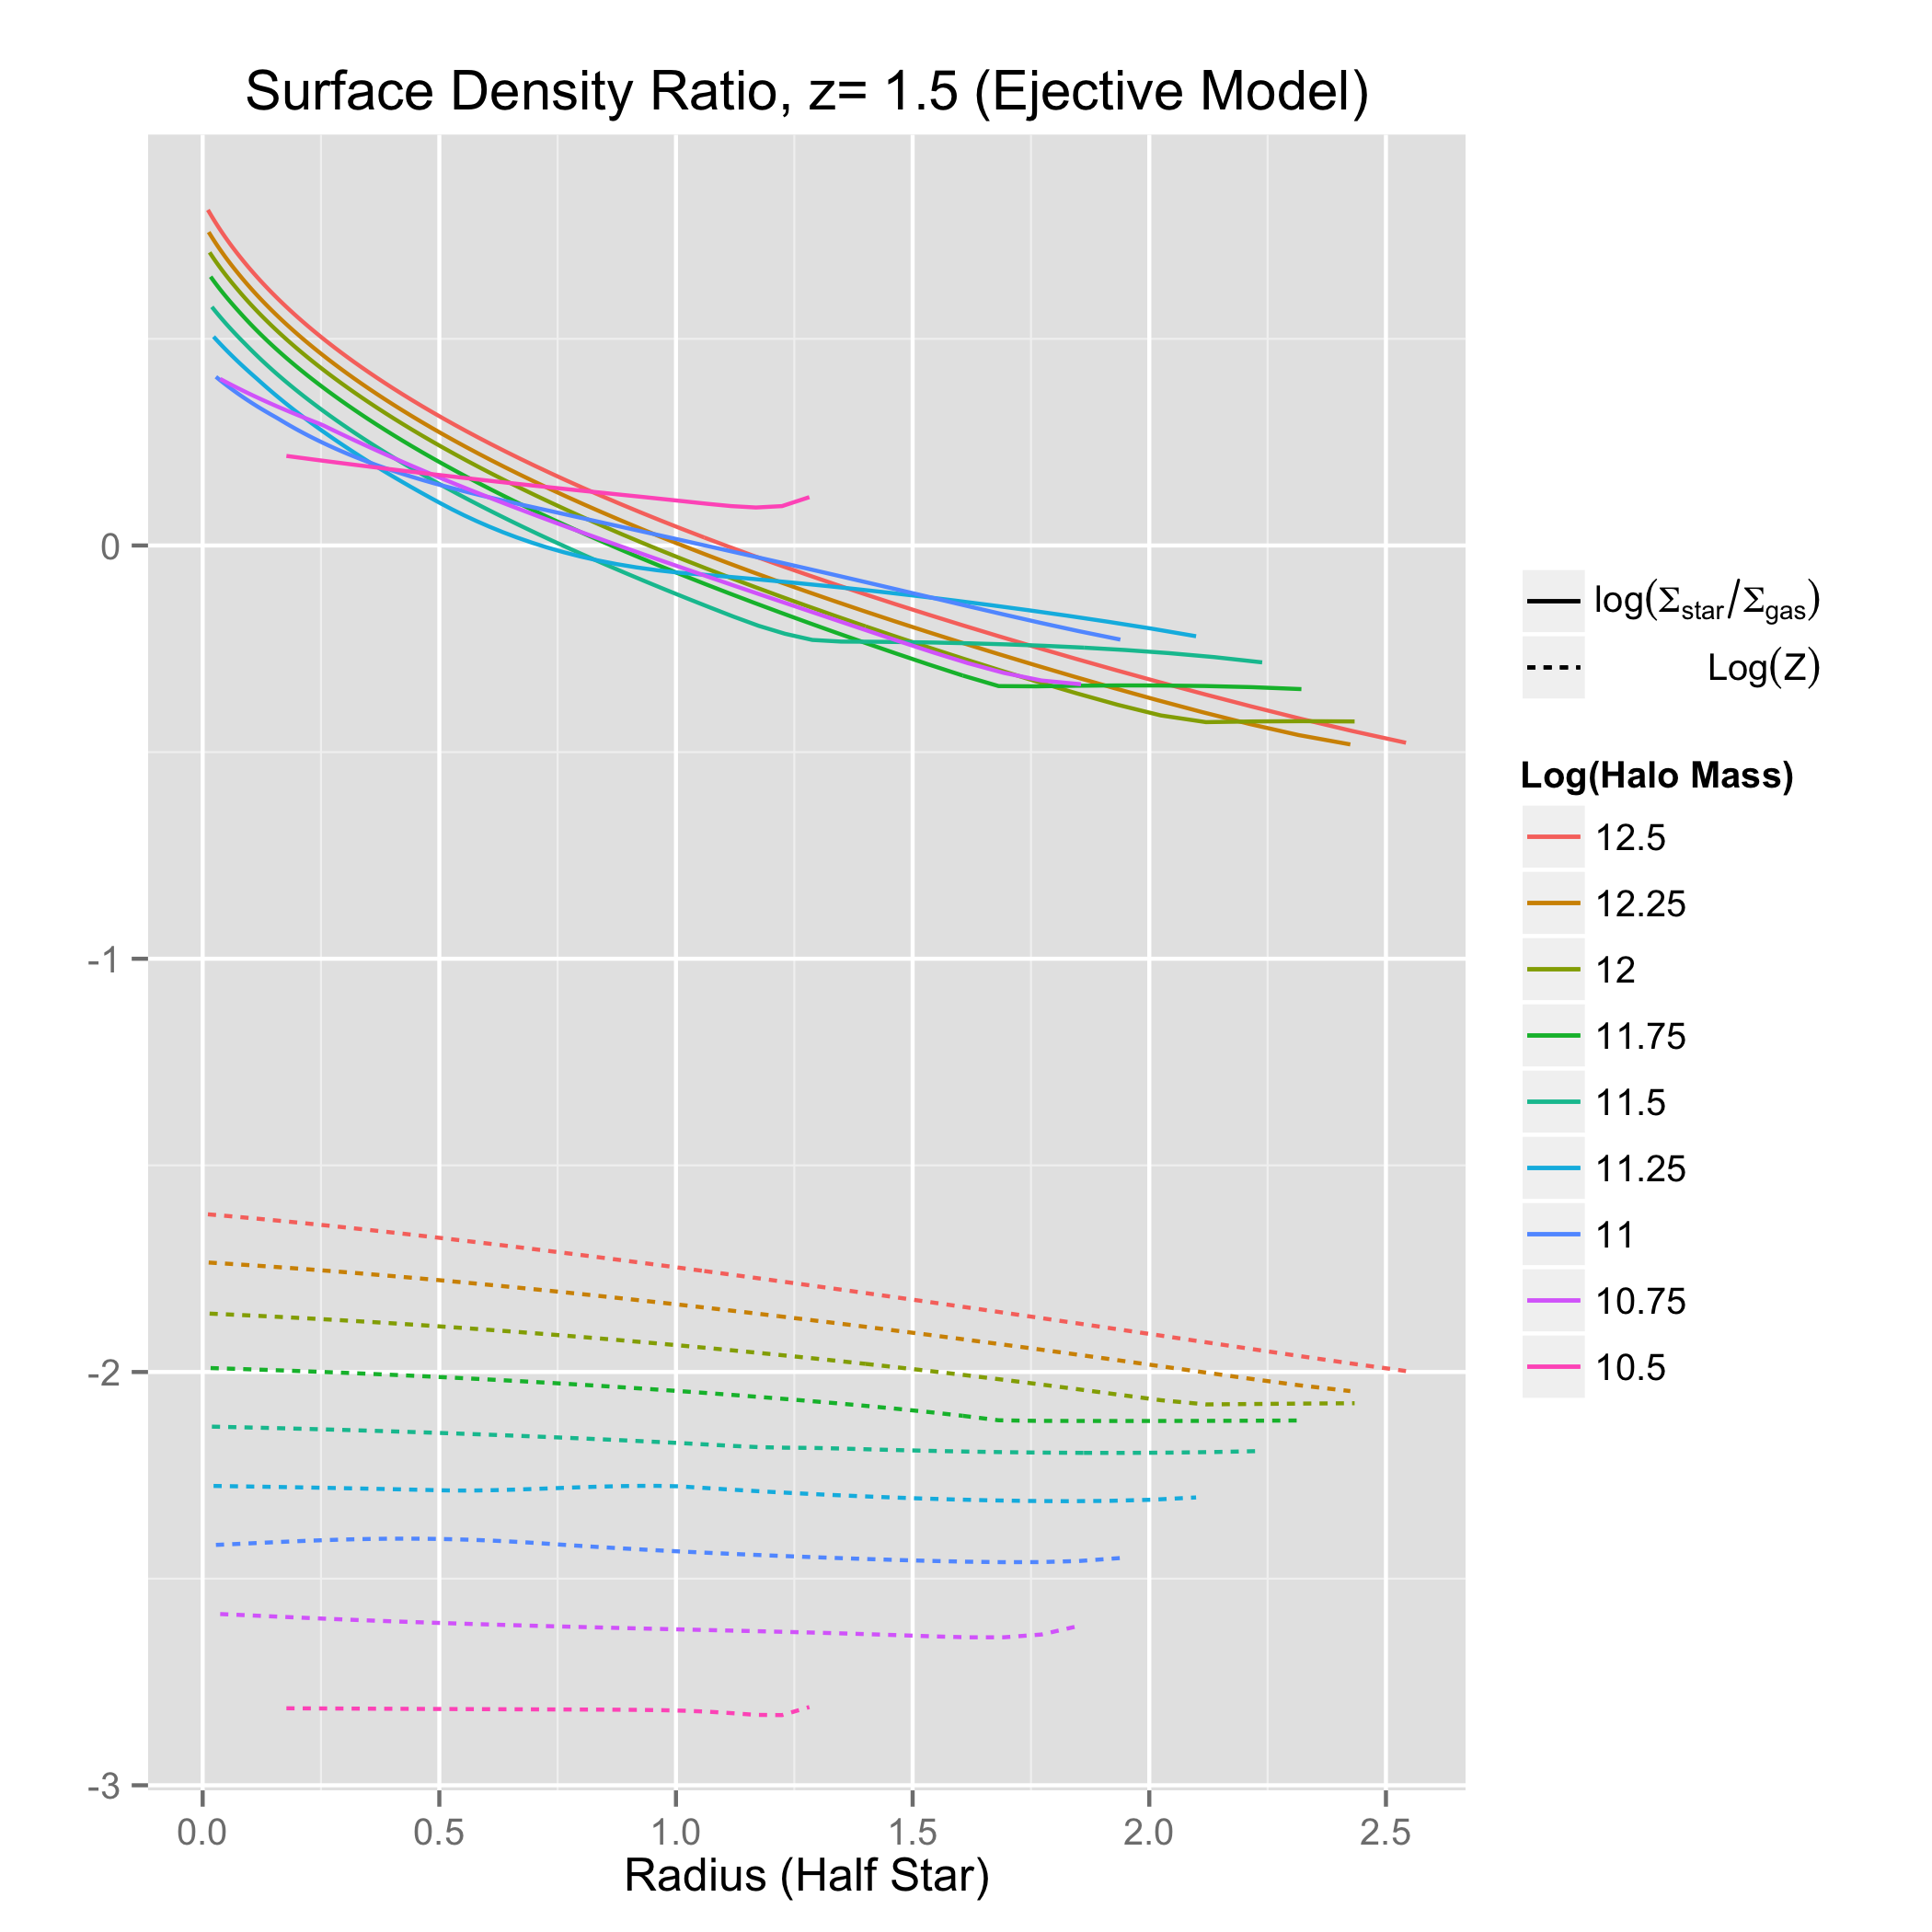 Surface Density Ratio, z= 1.5 (Ejective Model)
0
-1
-2
-3
0.0 0.5 1.0 1.5 2.0 2.5
Radius (Half Star)
log(Σstar/Σgas)
Log(Z)
Log(Halo Mass)
12.5
12.25
12
11.75
11.5
11.25
11
10.75
10.5